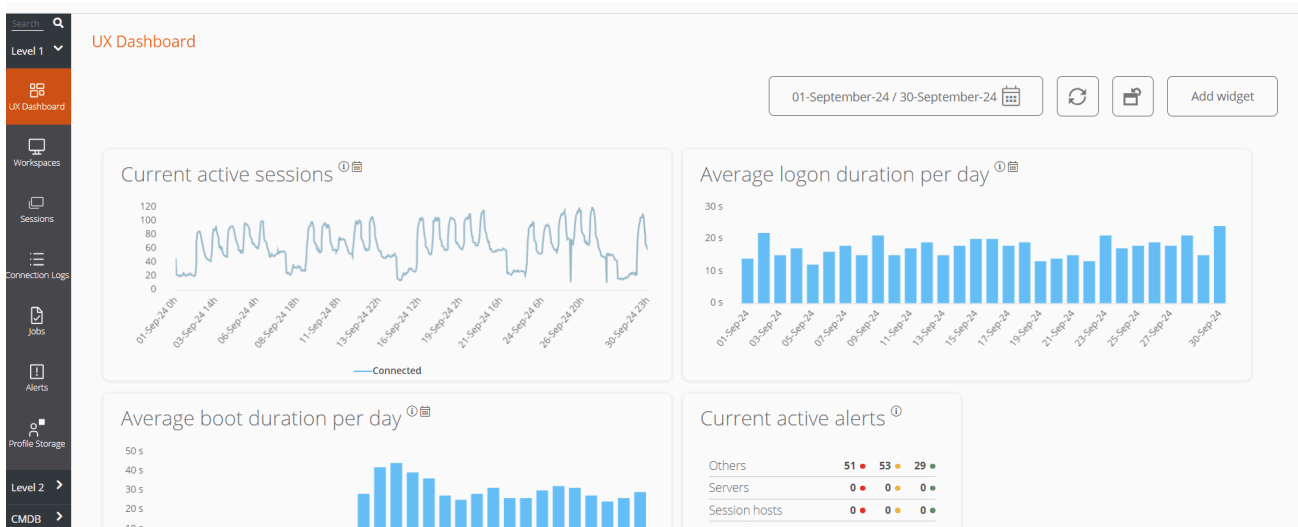 Search
Level 1
UX Dashboard
Workspaces
Sessions
Connection Logs
Jobs
Alerts
Profile Storage
Level 2
CMDB
UX Dashboard
01-September-24 / 30-September-24
Add widget
Current active sessions
120
100
80
60
40
20
0
01-Sep-24 0h
03-Sep-24 14h
06-Sep-24 4h
08-Sep-24 18h
11-Sep-24 8h
13-Sep-24 22h
16-Sep-24 12h
19-Sep-24 2h
21-Sep-24 16h
24-Sep-24 6h
26-Sep-24 20h
30-Sep-24 23h
Connected
Average logon duration per day
30 s
20 s
10 s
0 s
01-Sep-24
03-Sep-24
05-Sep-24
07-Sep-24
09-Sep-24
11-Sep-24
13-Sep-24
15-Sep-24
17-Sep-24
19-Sep-24
21-Sep-24
23-Sep-24
25-Sep-24
27-Sep-24
30-Sep-24
Average boot duration per day
50 s
40 s
30 s
20 s
10 s
Current active alerts
Others 51 53 29
Servers 0 0 0
Session hosts 0 0 0